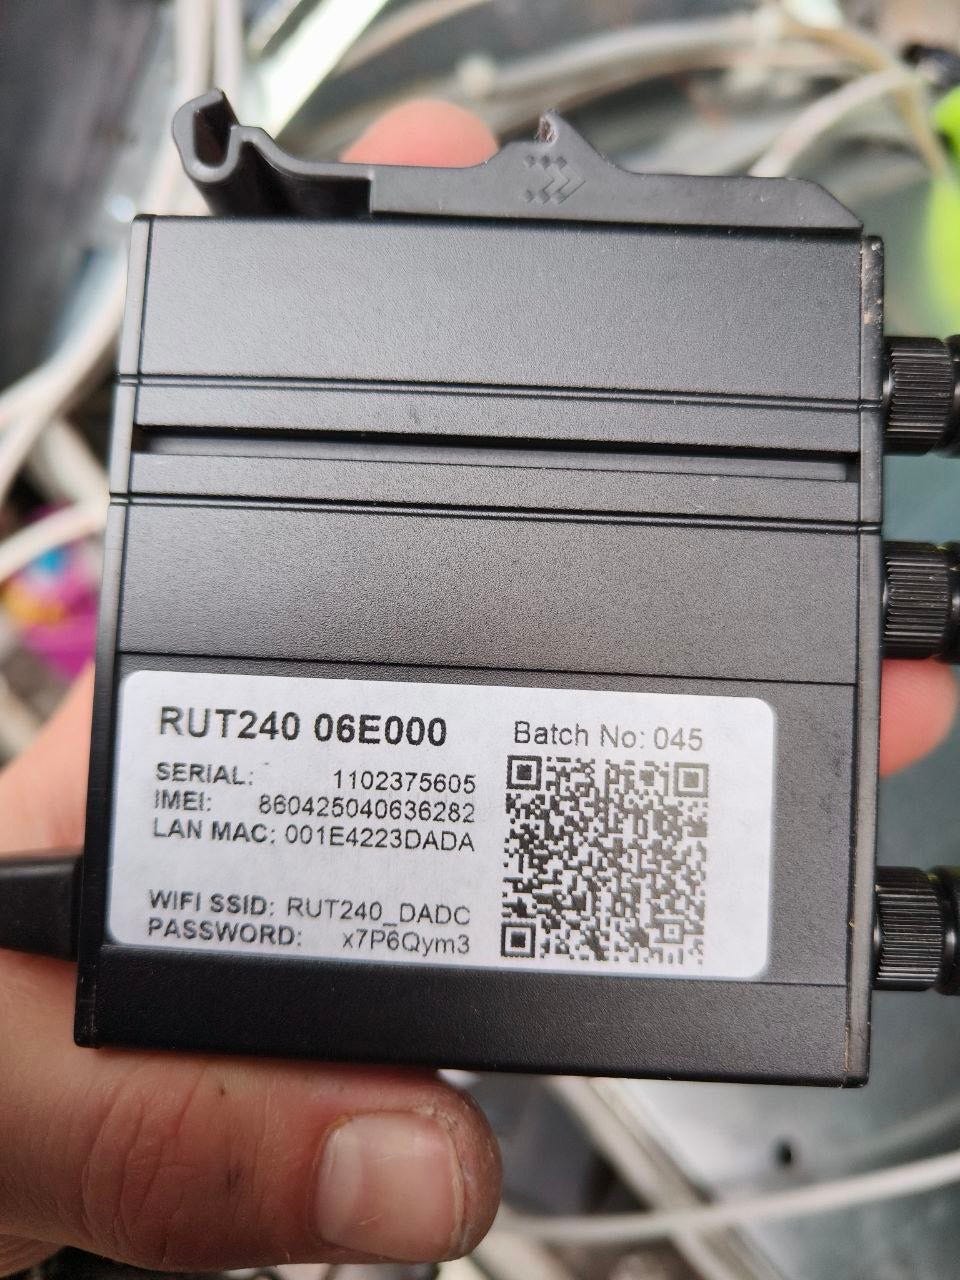 RUT240 06E000
Batch No: 045
SERIAL: 1102375605
IMEI: 860425040636282
LAN MAC: 001E4223DADA
WIFI SSID: RUT240_DADC
PASSWORD: x7P6Qym3